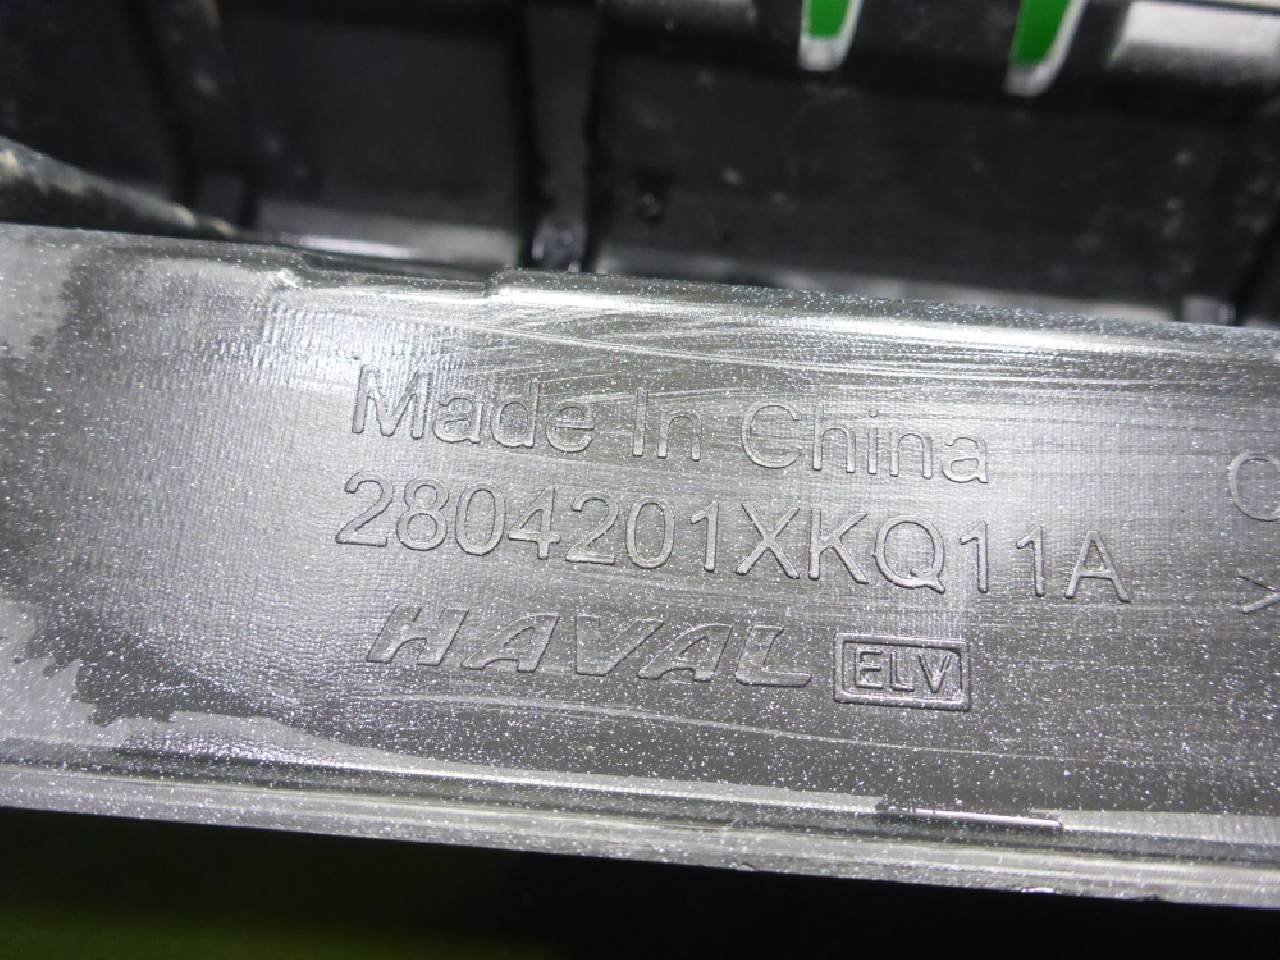 Made In China
2804201XKQ11A
HAVAL ELV